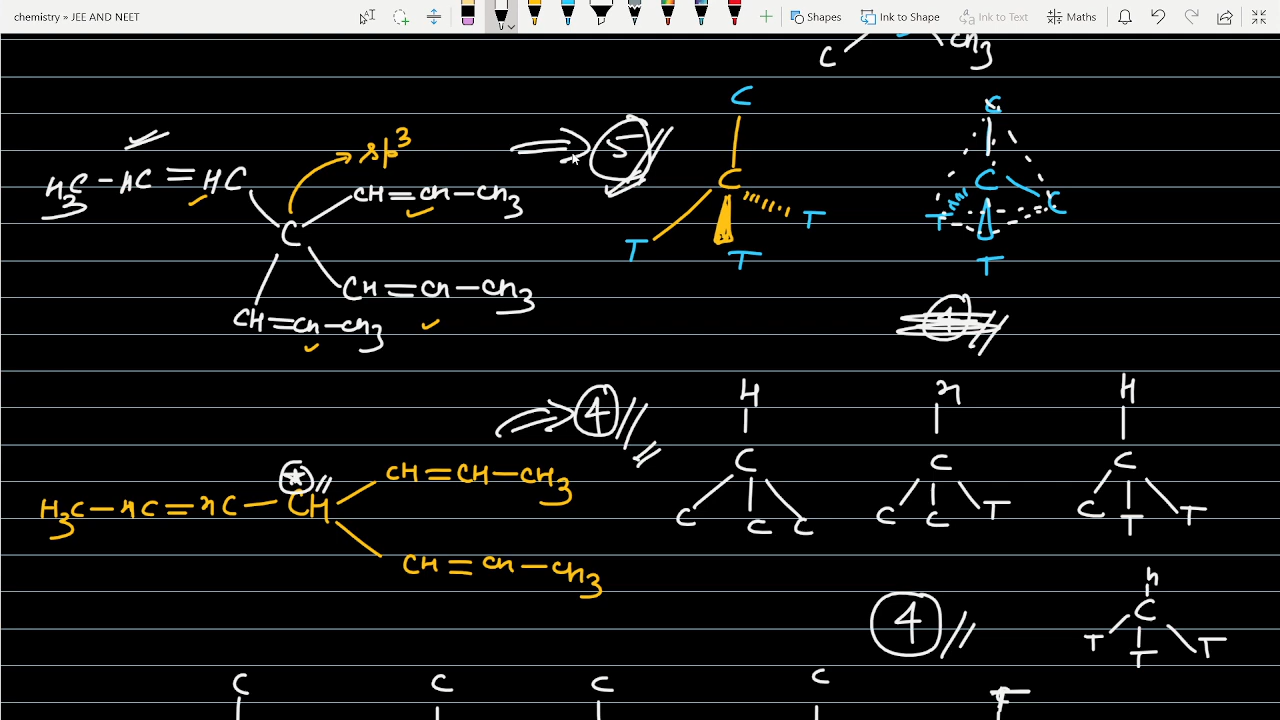 chemistry » JEE AND NEET
Shapes
Ink to Shape
Ink to Text
Maths
C CH3
H3C - HC = HC
sp3
CH = CH - CH3
C
CH = CH - CH3
CH = CH - CH3
5
C
C
T
T
T
C
C
T
C
T
4
H3C - HC = HC - CH
CH = CH - CH3
CH = CH - CH3
4
H
C
C C C
H
C
C C T
H
C
C T T
4
H
C
T T T
C C C C T